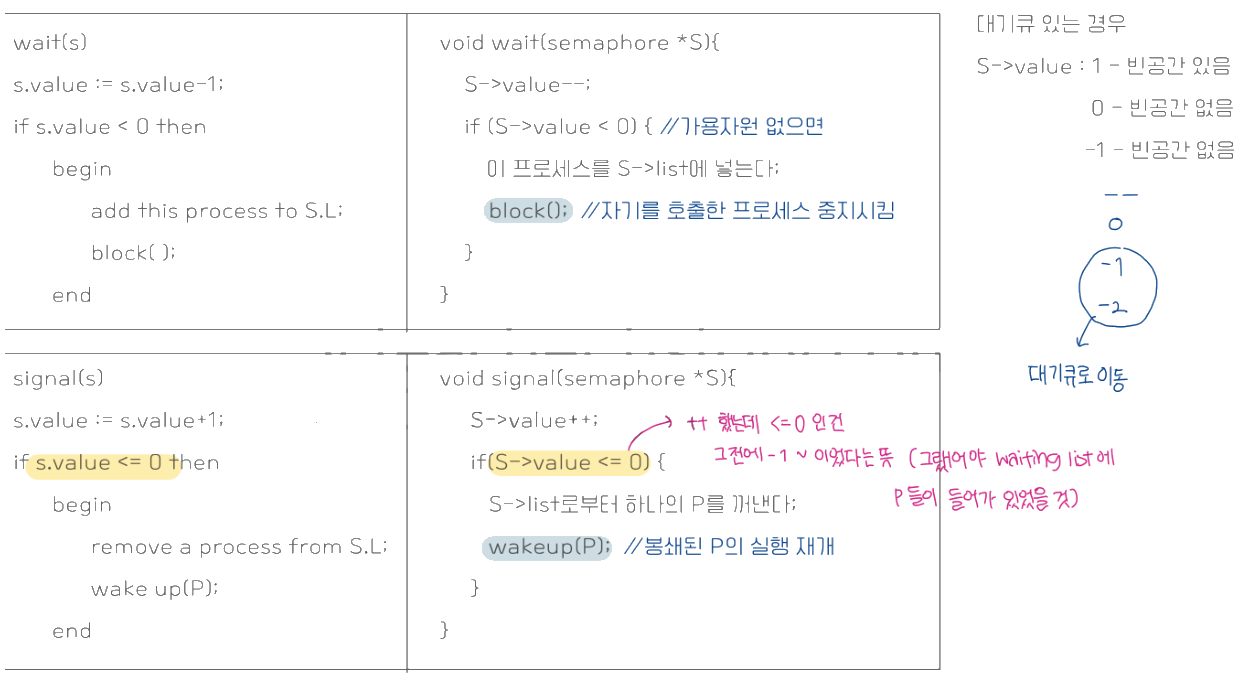 wait(s)
s.value := s.value-1;
if s.value < 0 then
begin
add this process to S.L;
block( );
end
void wait(semaphore *S){
S->value--;
if (S->value < 0) { //가용자원 없으면
이 프로세스를 S->list에 넣는다;
block(); //자기를 호출한 프로세스 중지시킴
}
}
대기큐 있는 경우
S->value : 1 - 빈공간 있음
0 - 빈공간 없음
-1 - 빈공간 없음
--
0
-1
-2
대기큐로 이동
signal(s)
s.value := s.value+1;
if s.value <= 0 then
begin
remove a process from S.L;
wake up(P);
end
void signal(semaphore *S){
S->value++;
if(S->value <= 0) {
S->list로부터 하나의 P를 꺼낸다;
wakeup(P); //봉쇄된 P의 실행 재개
}
}
++ 했는데 <=0 인건
그전에 -1 ~ 이었다는 뜻 (그랬어야 waiting list에
P들이 들어가 있었을 것)